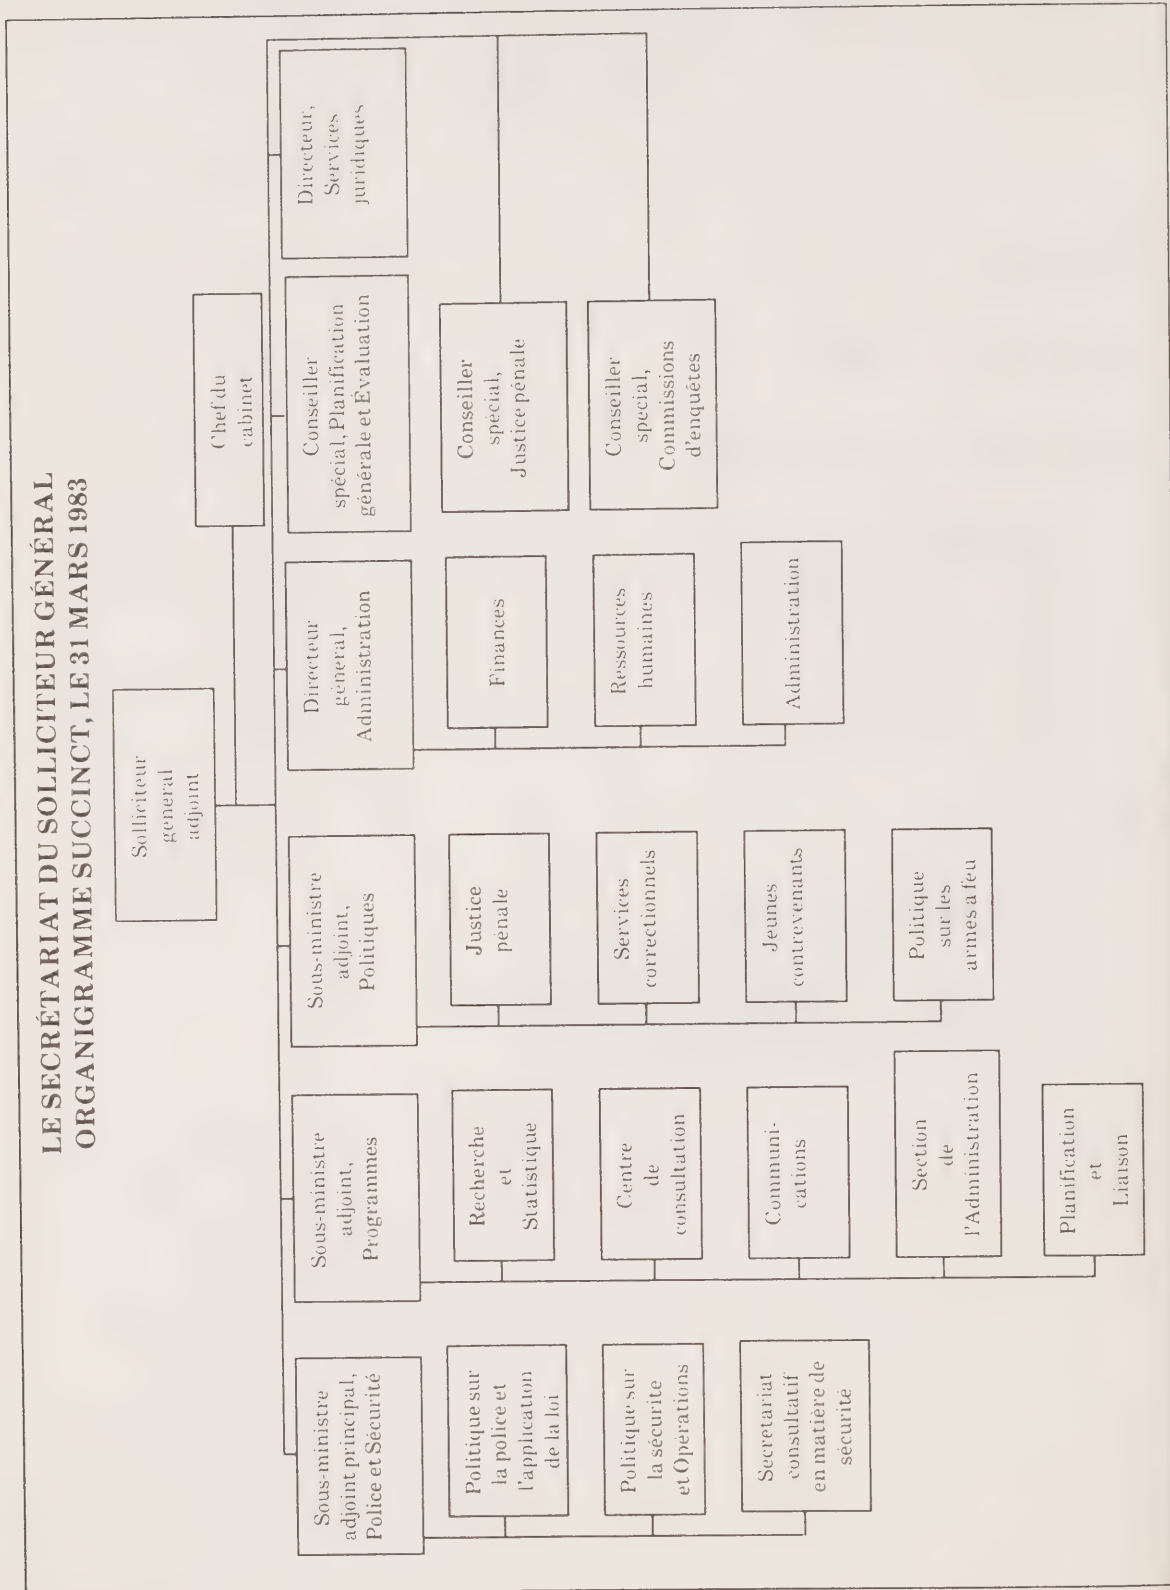 LE SECRÉTARIAT DU SOLLICITEUR GÉNÉRAL
ORGANIGRAMME SUCCINCT, LE 31 MARS 1983
Solliciteur
general
adjoint
Chef du
cabinet
Sous-ministre
adjoint principal,
Police et Sécurité
Politique sur
la police et
l'application
de la loi
Politique sur
la sécurite
et Opérations
Secretariat
consultatif
en matière de
sécurité
Sous-ministre
adjoint,
Programmes
Recherche
et
Statistique
Centre
de
consultation
Communi-
cations
Section
de
l'Administration
Planification
et
Liaison
Sous-ministre
adjoint,
Politiques
Justice
pénale
Services
correctionnels
Jeunes
contrevenants
Politique
sur les
armes a feu
Directeur
géneral,
Administration
Finances
Ressources
humaines
Administration
Conseiller
spécial, Planification
générale et Évaluation
Conseiller
spécial,
Justice pénale
Conseiller
special,
Commissions
d'enquêtes
Directeur,
Services
juridiques